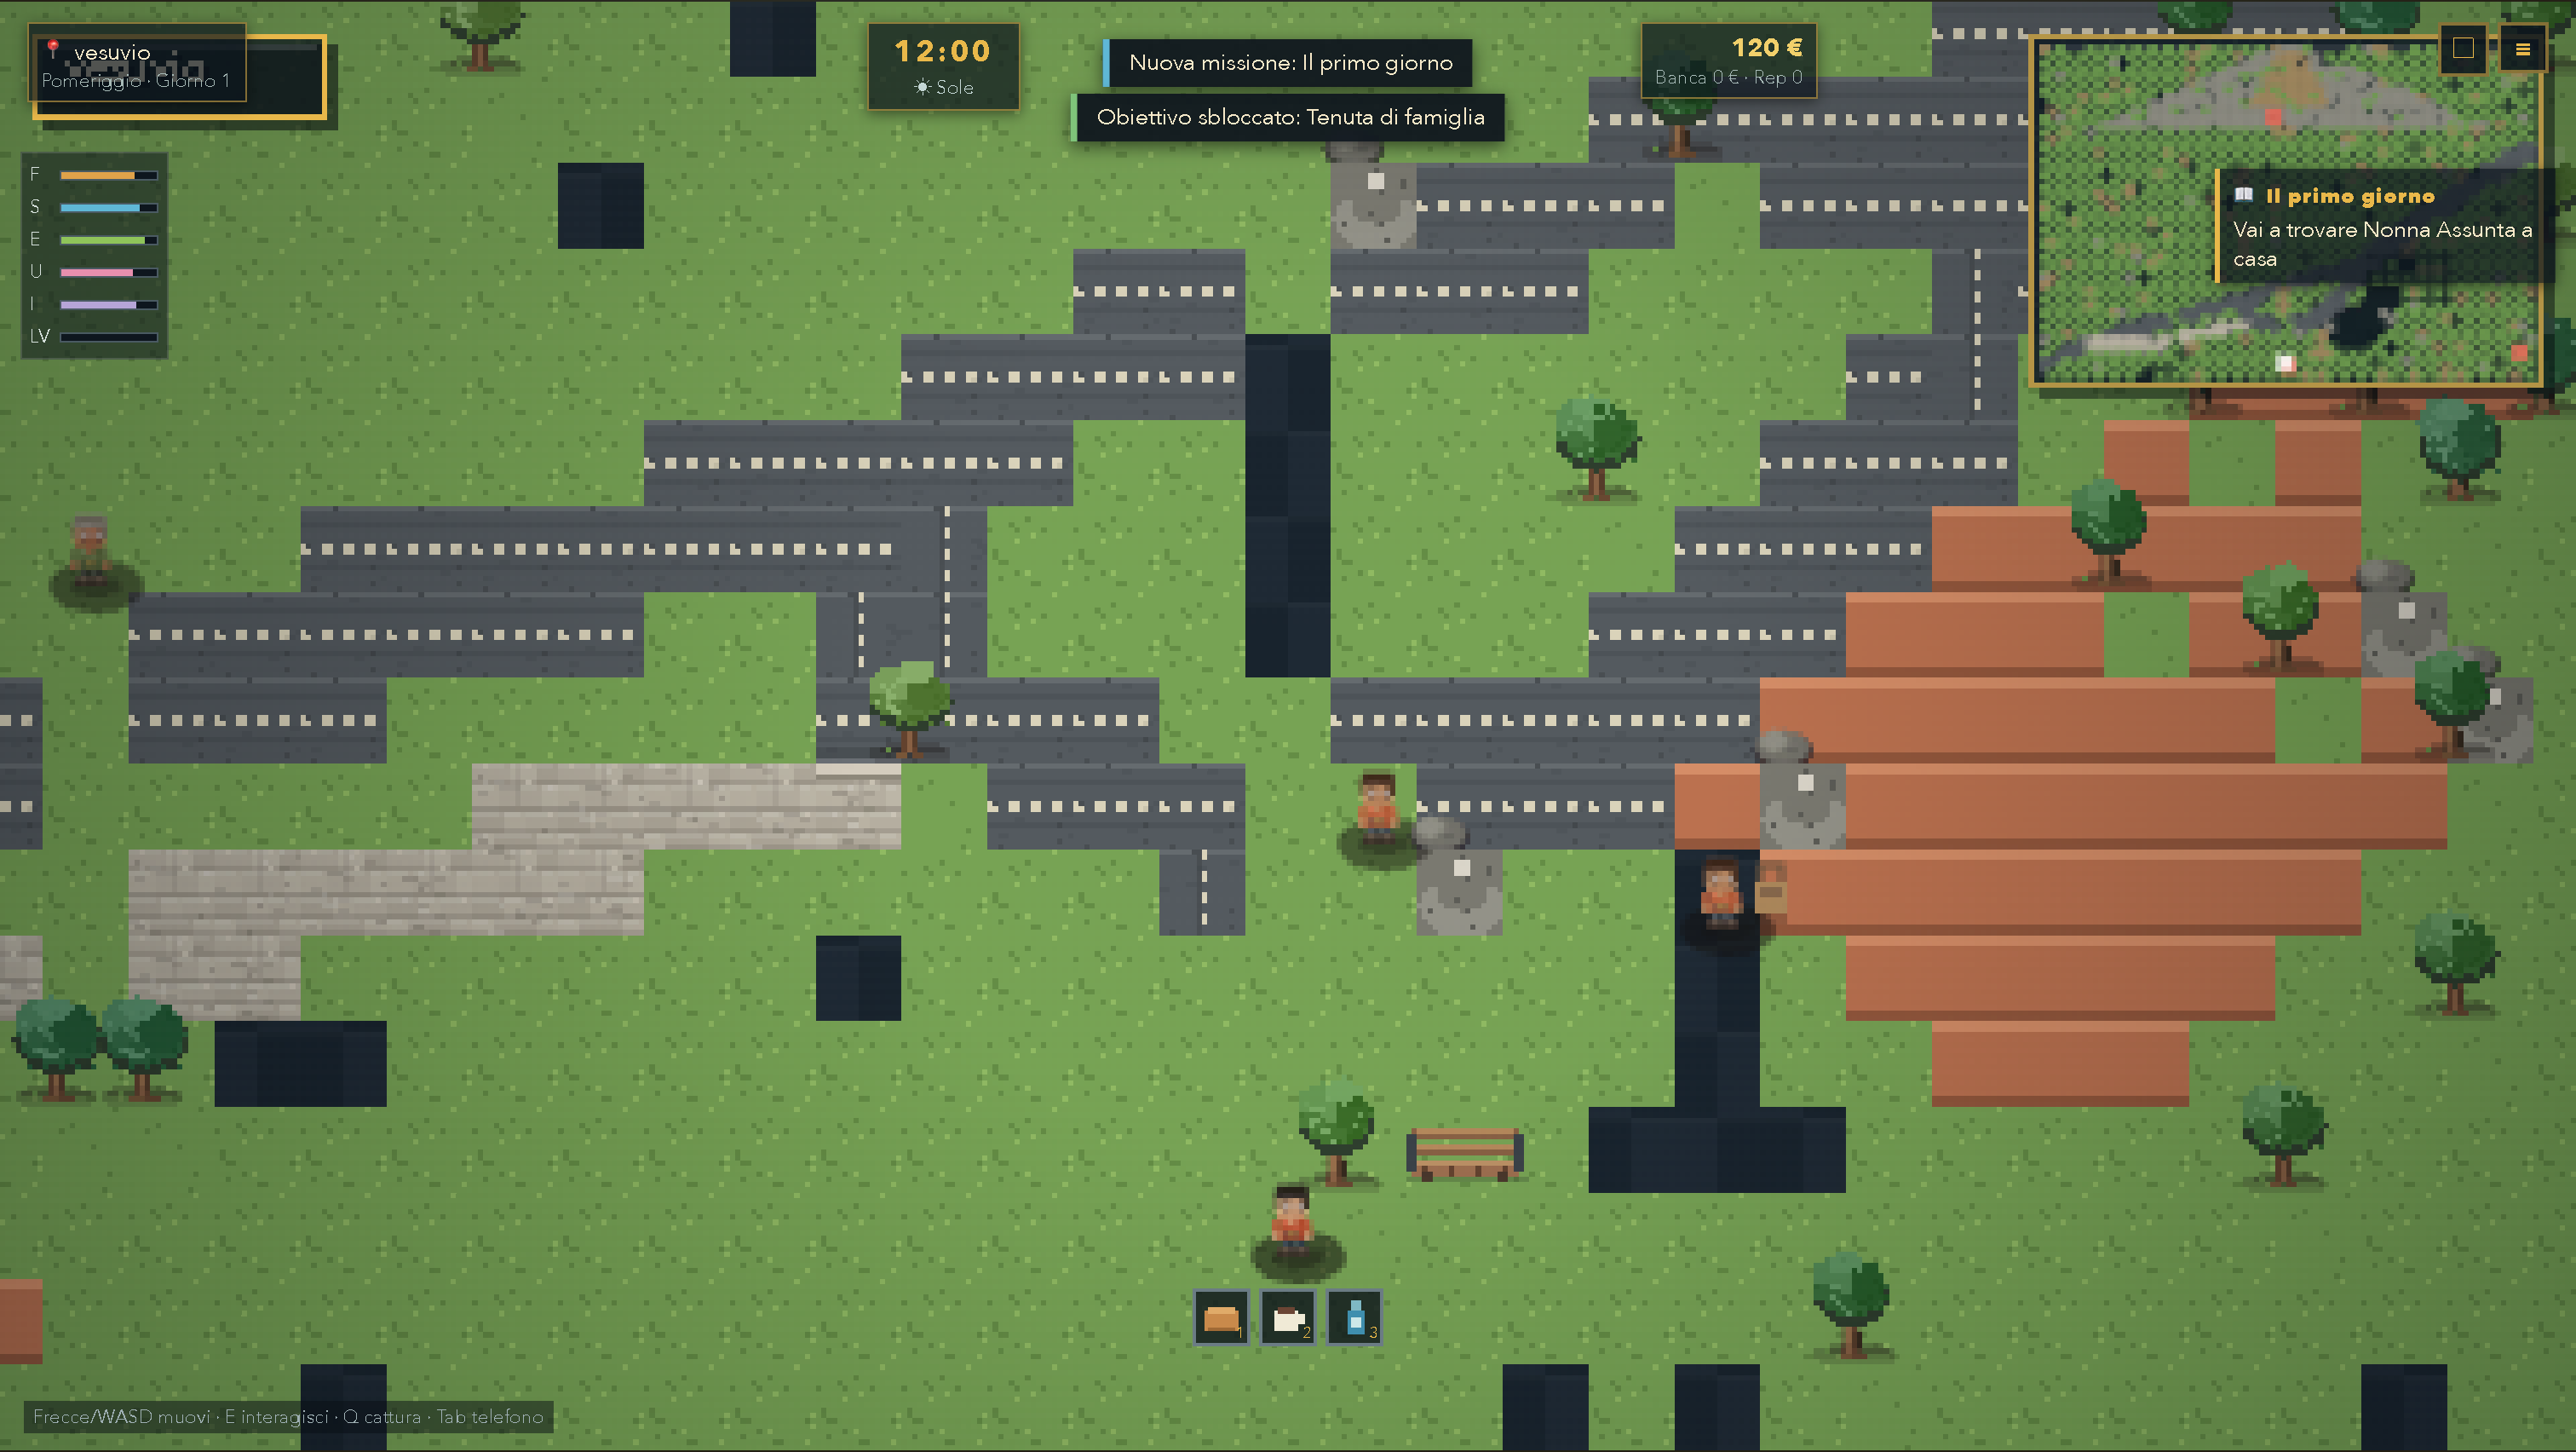 vesuvio
Pomeriggio · Giorno 1
12:00
Sole
Nuova missione: Il primo giorno
Obiettivo sbloccato: Tenuta di famiglia
120 €
Banca 0 € · Rep 0
F
S
E
U
I
LV
Il primo giorno
Vai a trovare Nonna Assunta a
casa
1
2
3
Frecce/WASD muovi · E interagisci · Q cattura · Tab telefono